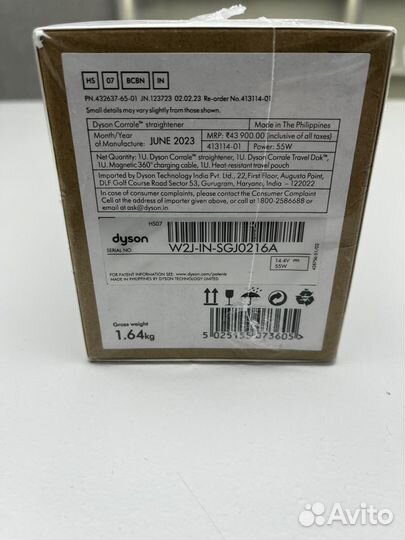 HS 07 BCBN IN
PN.432637-65-01 JN.123723 02.02.23 Re-order No.413114-01
Small details may vary slightly from those shown.
Dyson Corrale™ straightener Made in The Philippines
Month/Year of Manufacture: JUNE 2023 MRP: ₹43 900.00 (inclusive of all taxes)
413114-01 Power: 55W
Net Quantity: 1U. Dyson Corrale™ straightener, 1U. Dyson Corrale Travel Dok™,
1U. Magnetic 360° charging cable, 1U. Heat-resistant travel pouch
Imported by Dyson Technology India Pvt. Ltd., 22,First Floor, Augusta Point,
DLF Golf Course Road Sector 53, Gurugram, Haryana, India – 122022
In case of consumer complaints, please contact the Consumer Complaint
Cell at the address of importer given above or call to 1800-2586688 or
email at ask@dyson.in
HS07
dyson
SERIAL NO.
W2J-IN-SGJ0216A
14.4V
55W
FOR PATENT INFORMATION SEE: www.dyson.com/patents
MADE IN PHILIPPINES BY DYSON TECHNOLOGY LIMITED
Gross weight
1.64kg
Avito